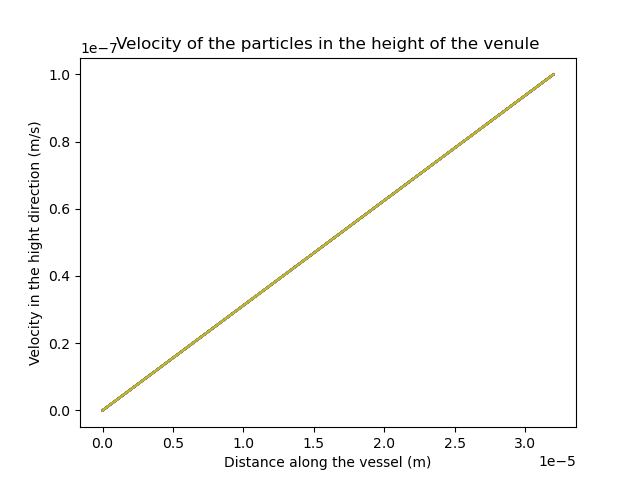 Velocity of the particles in the height of the venule
1e−7
1.0
0.8
0.6
0.4
0.2
0.0
Velocity in the hight direction (m/s)
0.0 0.5 1.0 1.5 2.0 2.5 3.0
1e−5
Distance along the vessel (m)